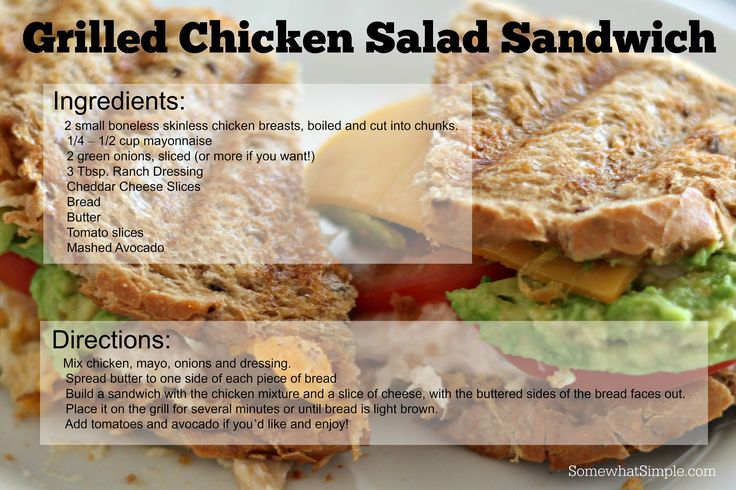 Grilled Chicken Salad Sandwich
Ingredients:
2 small boneless skinless chicken breasts, boiled and cut into chunks.
1/4 – 1/2 cup mayonnaise
2 green onions, sliced (or more if you want!)
3 Tbsp. Ranch Dressing
Cheddar Cheese Slices
Bread
Butter
Tomato slices
Mashed Avocado
Directions:
Mix chicken, mayo, onions and dressing.
Spread butter to one side of each piece of bread
Build a sandwich with the chicken mixture and a slice of cheese, with the buttered sides of the bread faces out.
Place it on the grill for several minutes or until bread is light brown.
Add tomatoes and avocado if you'd like and enjoy!
SomewhatSimple.com